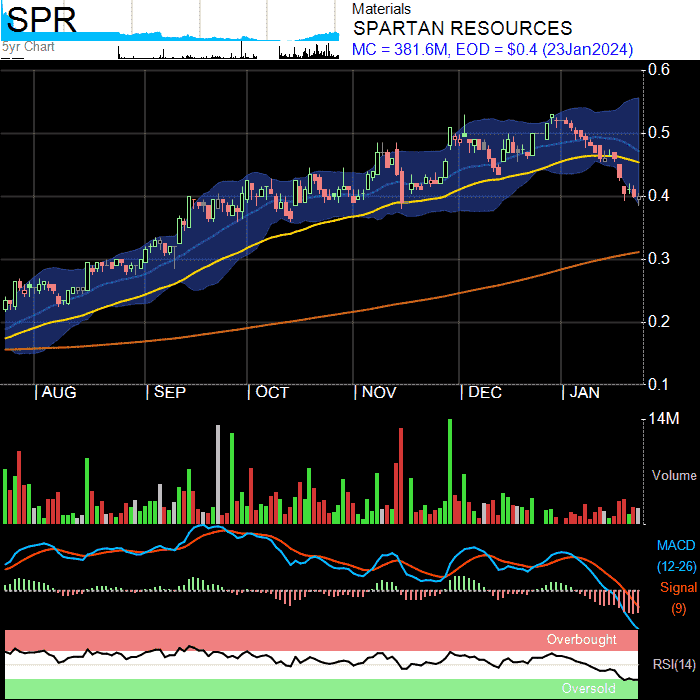 SPR
5yr Chart
Materials
SPARTAN RESOURCES
MC = 381.6M, EOD = $0.4 (23Jan2024)
0.6
0.5
0.4
0.3
0.2
0.1
| AUG | SEP | OCT | NOV | DEC | JAN
14M
Volume
MACD
(12-26)
Signal
(9)
Overbought
RSI(14)
Oversold